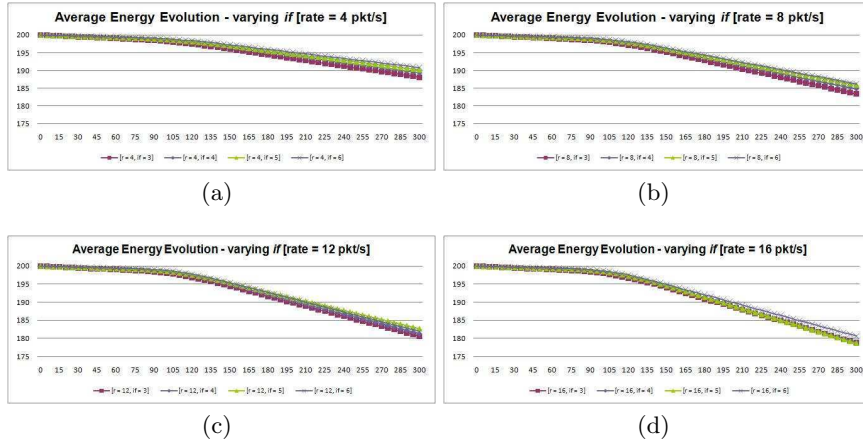 Average Energy Evolution - varying if [rate = 4 pkt/s]
200
195
190
185
180
175
0 15 30 45 60 75 90 105 120 135 150 165 180 195 210 225 240 255 270 285 300
[r = 4, if = 3] [r = 4, if = 4] [r = 4, if = 5] [r = 4, if = 6]
(a)
Average Energy Evolution - varying if [rate = 8 pkt/s]
200
195
190
185
180
175
0 15 30 45 60 75 90 105 120 135 150 165 180 195 210 225 240 255 270 285 300
[r = 8, if = 3] [r = 8, if = 4] [r = 8, if = 5] [r = 8, if = 6]
(b)
Average Energy Evolution - varying if [rate = 12 pkt/s]
200
195
190
185
180
175
0 15 30 45 60 75 90 105 120 135 150 165 180 195 210 225 240 255 270 285 300
[r = 12, if = 3] [r = 12, if = 4] [r = 12, if = 5] [r = 12, if = 6]
(c)
Average Energy Evolution - varying if [rate = 16 pkt/s]
200
195
190
185
180
175
0 15 30 45 60 75 90 105 120 135 150 165 180 195 210 225 240 255 270 285 300
[r = 16, if = 3] [r = 16, if = 4] [r = 16, if = 5] [r = 16, if = 6]
(d)